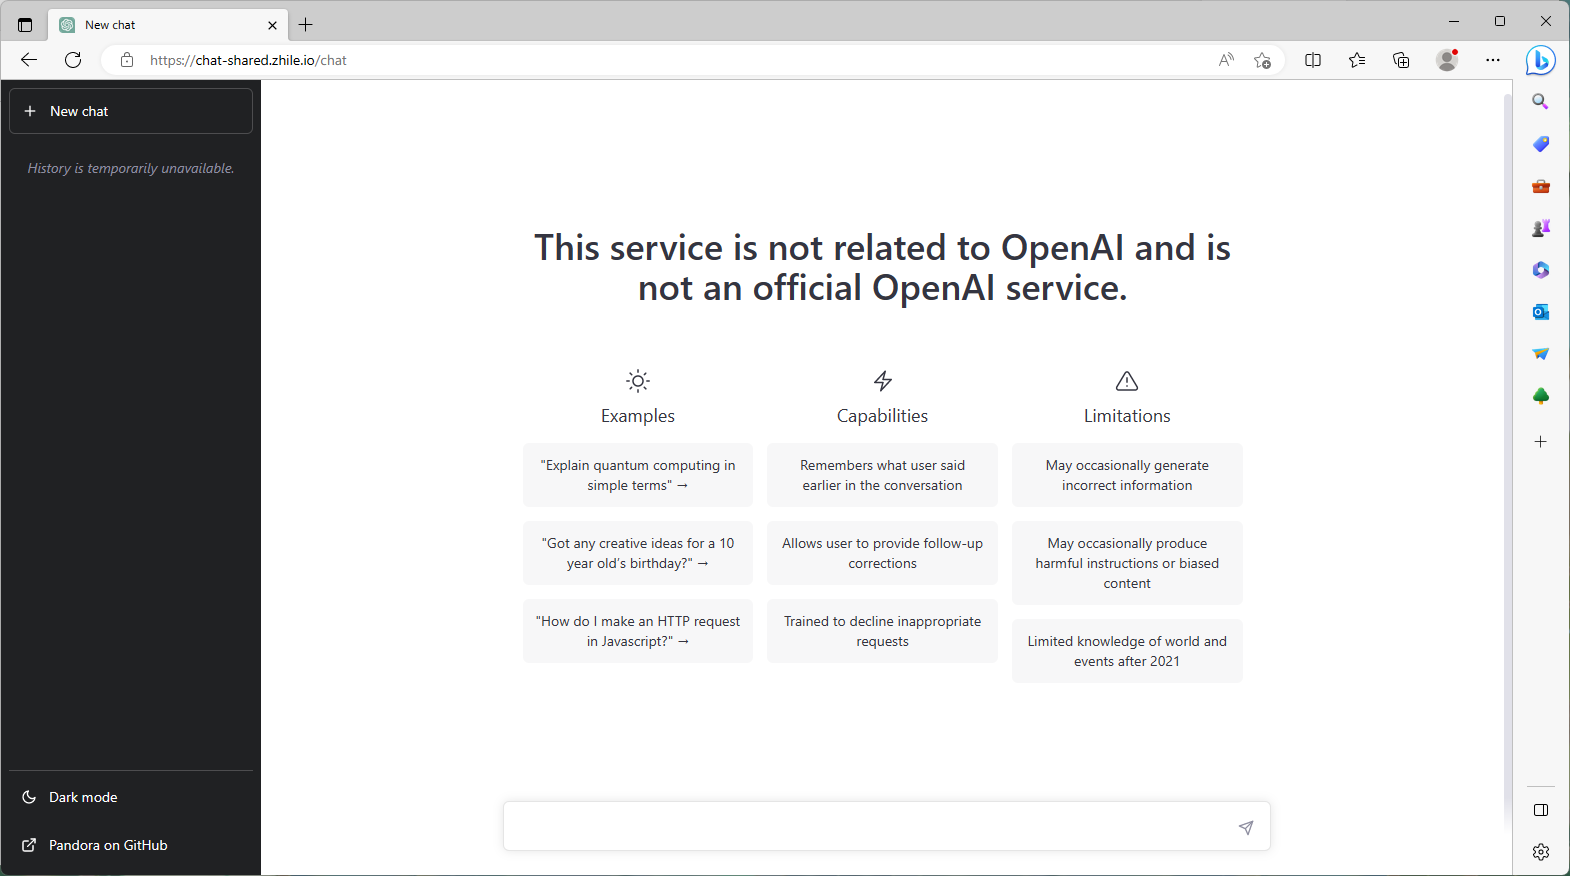 New chat
https://chat-shared.zhile.io/chat
New chat
History is temporarily unavailable.
This service is not related to OpenAI and is
not an official OpenAI service.
Examples
"Explain quantum computing in
simple terms" →
"Got any creative ideas for a 10
year old's birthday?" →
"How do I make an HTTP request
in Javascript?" →
Capabilities
Remembers what user said
earlier in the conversation
Allows user to provide follow-up
corrections
Trained to decline inappropriate
requests
Limitations
May occasionally generate
incorrect information
May occasionally produce
harmful instructions or biased
content
Limited knowledge of world and
events after 2021
Dark mode
Pandora on GitHub